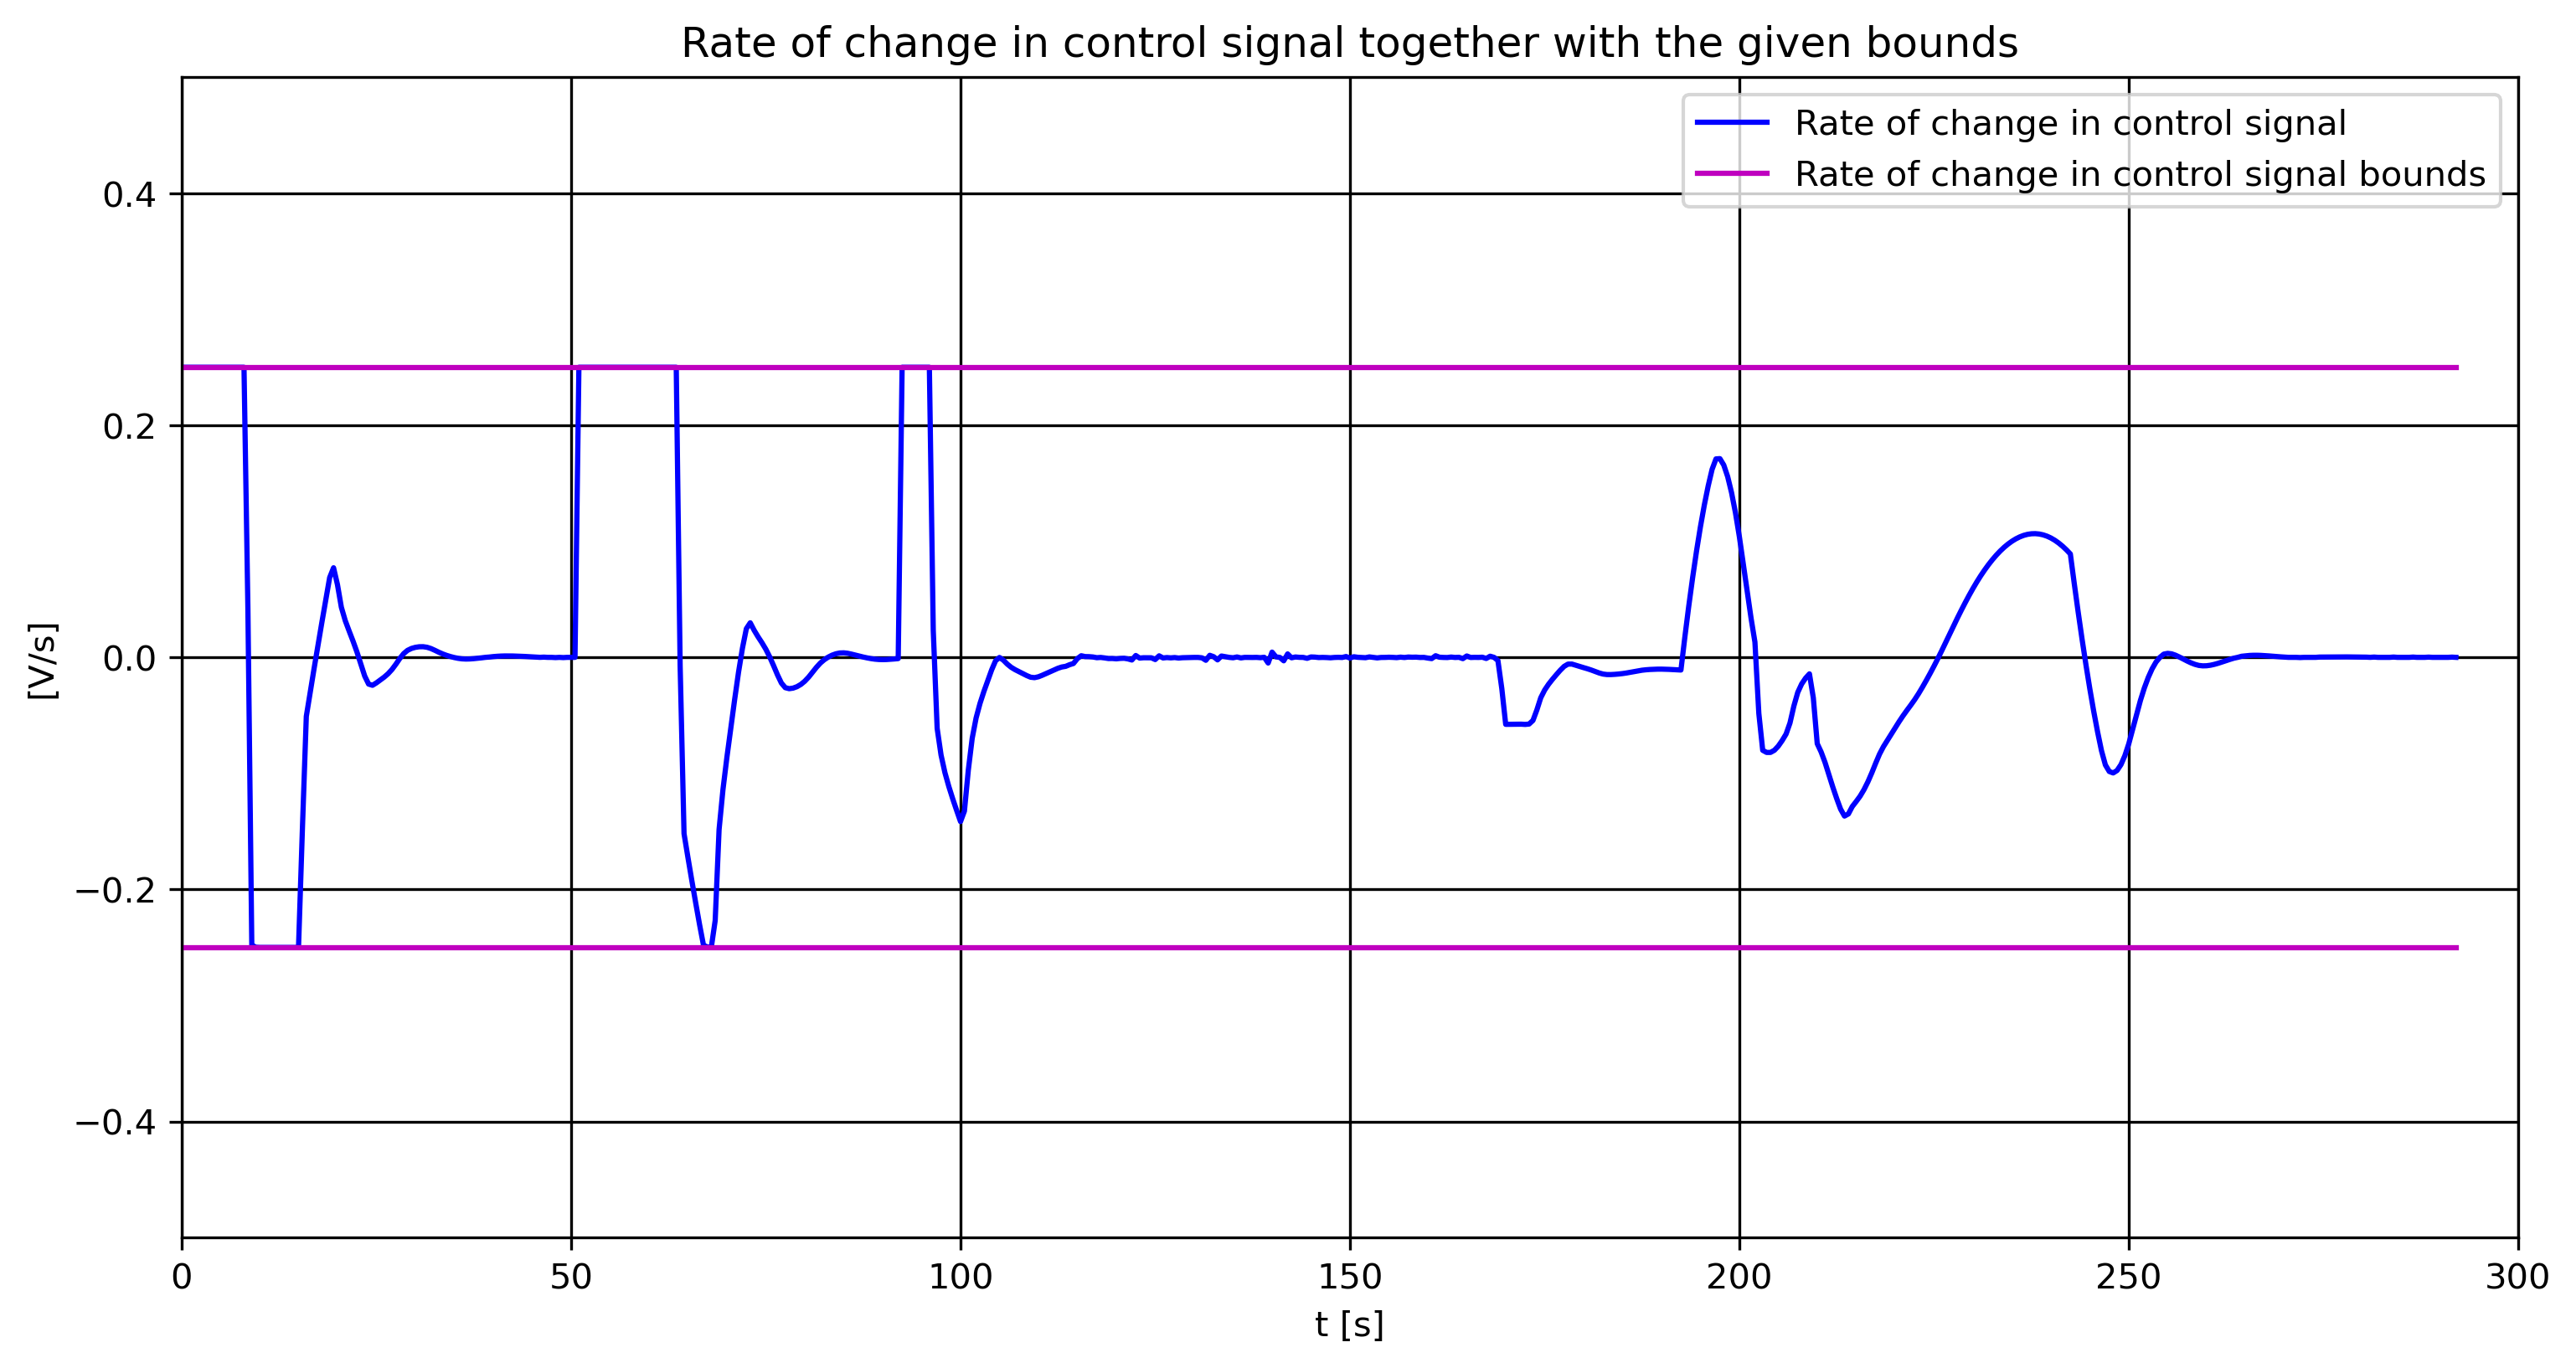 Rate of change in control signal together with the given bounds
Rate of change in control signal
Rate of change in control signal bounds
0.4
0.2
0.0
−0.2
−0.4
[V/s]
0 50 100 150 200 250 300
t [s]